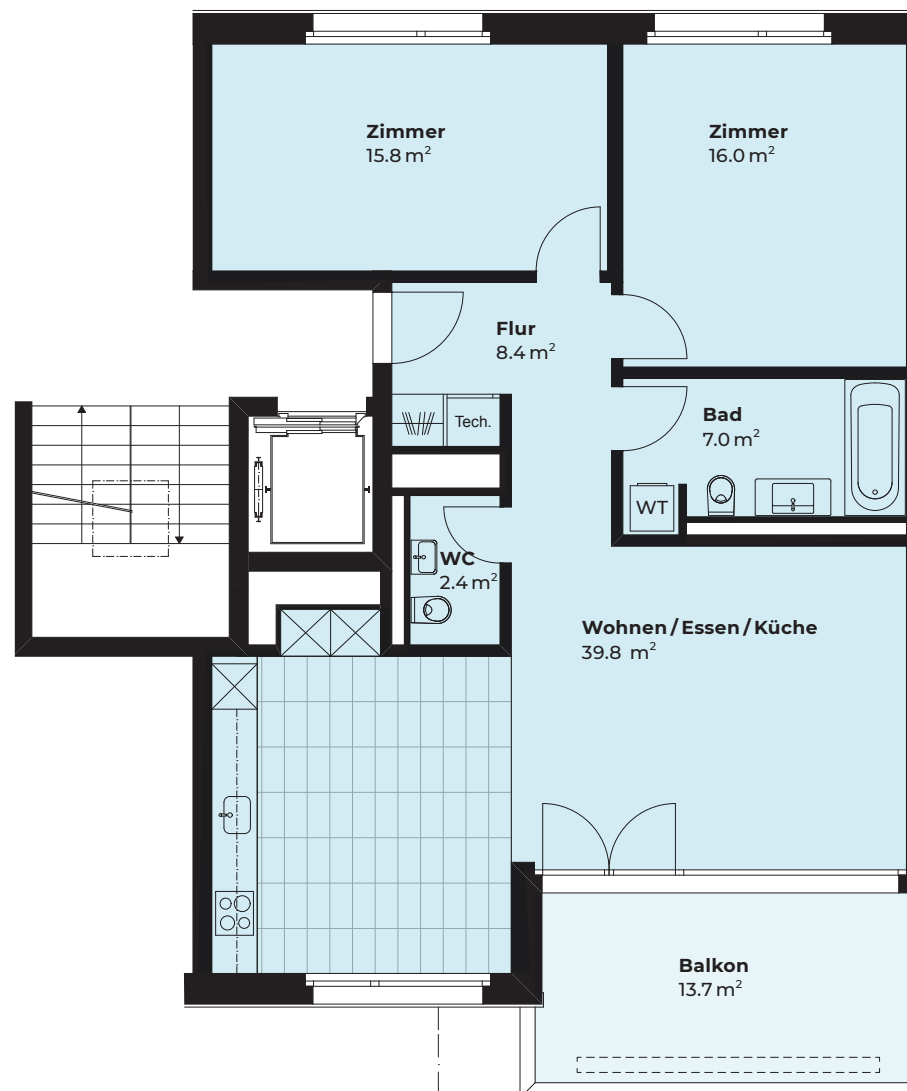 Zimmer
15.8 m²
Zimmer
16.0 m²
Flur
8.4 m²
Tech.
Bad
7.0 m²
WT
WC
2.4 m²
Wohnen / Essen / Küche
39.8 m²
Balkon
13.7 m²